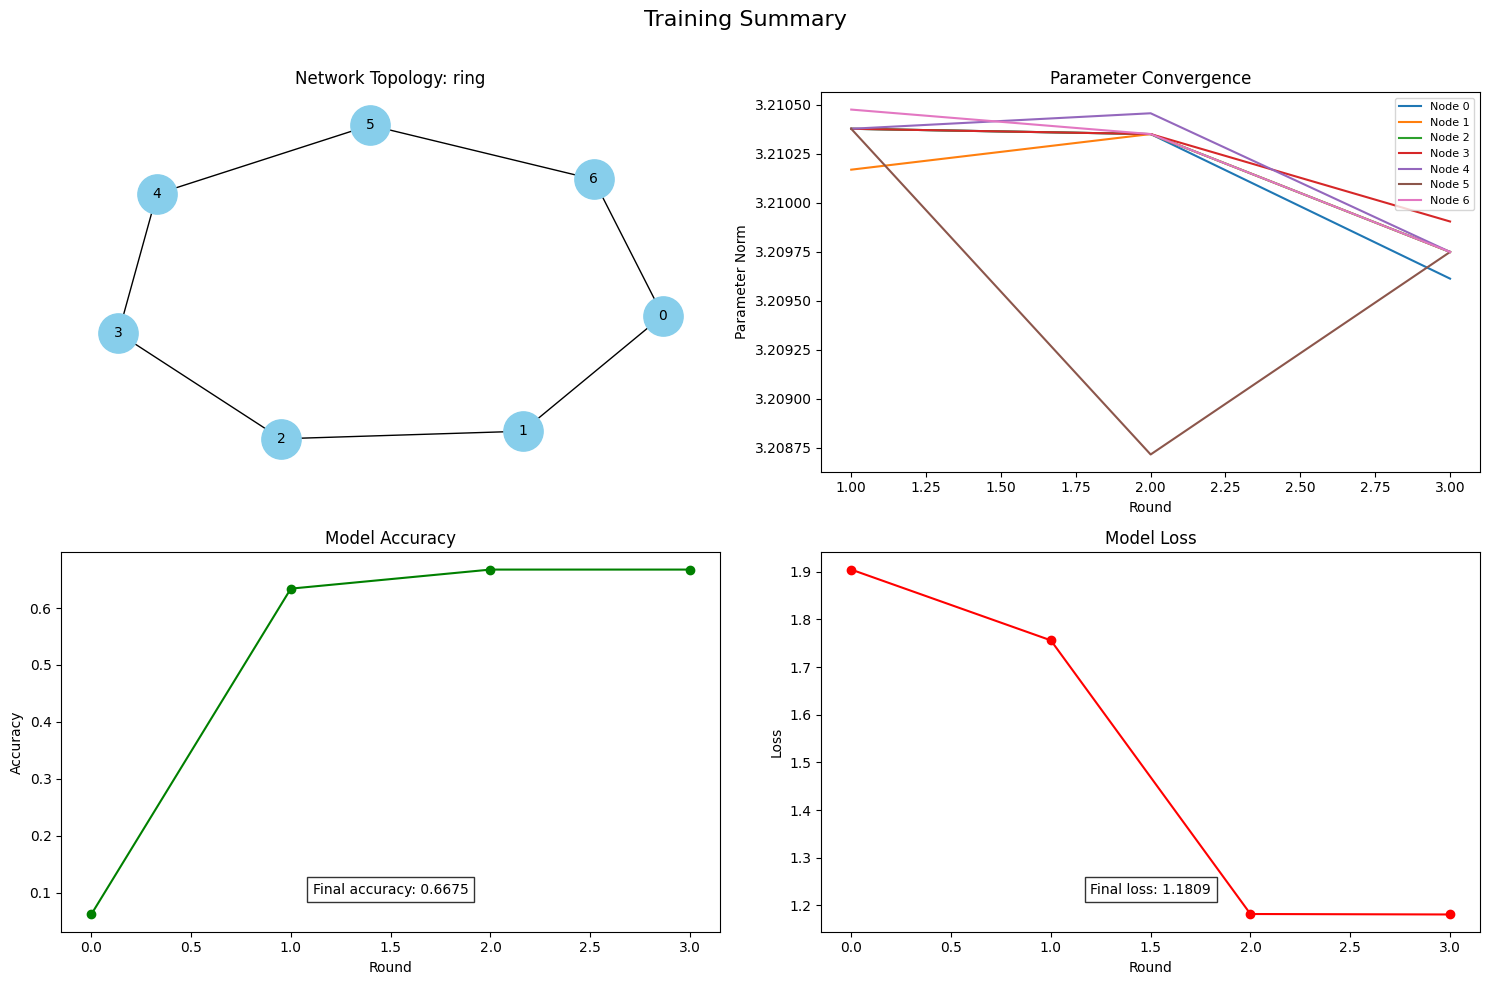 Training Summary
Network Topology: ring
5
6
4
0
3
1
2
Parameter Convergence
Parameter Norm
3.21050
3.21025
3.21000
3.20975
3.20950
3.20925
3.20900
3.20875
Node 0
Node 1
Node 2
Node 3
Node 4
Node 5
Node 6
1.00 1.25 1.50 1.75 2.00 2.25 2.50 2.75 3.00
Round
Model Accuracy
Accuracy
0.6
0.5
0.4
0.3
0.2
0.1
Final accuracy: 0.6675
0.0 0.5 1.0 1.5 2.0 2.5 3.0
Round
Model Loss
Loss
1.9
1.8
1.7
1.6
1.5
1.4
1.3
1.2
Final loss: 1.1809
0.0 0.5 1.0 1.5 2.0 2.5 3.0
Round